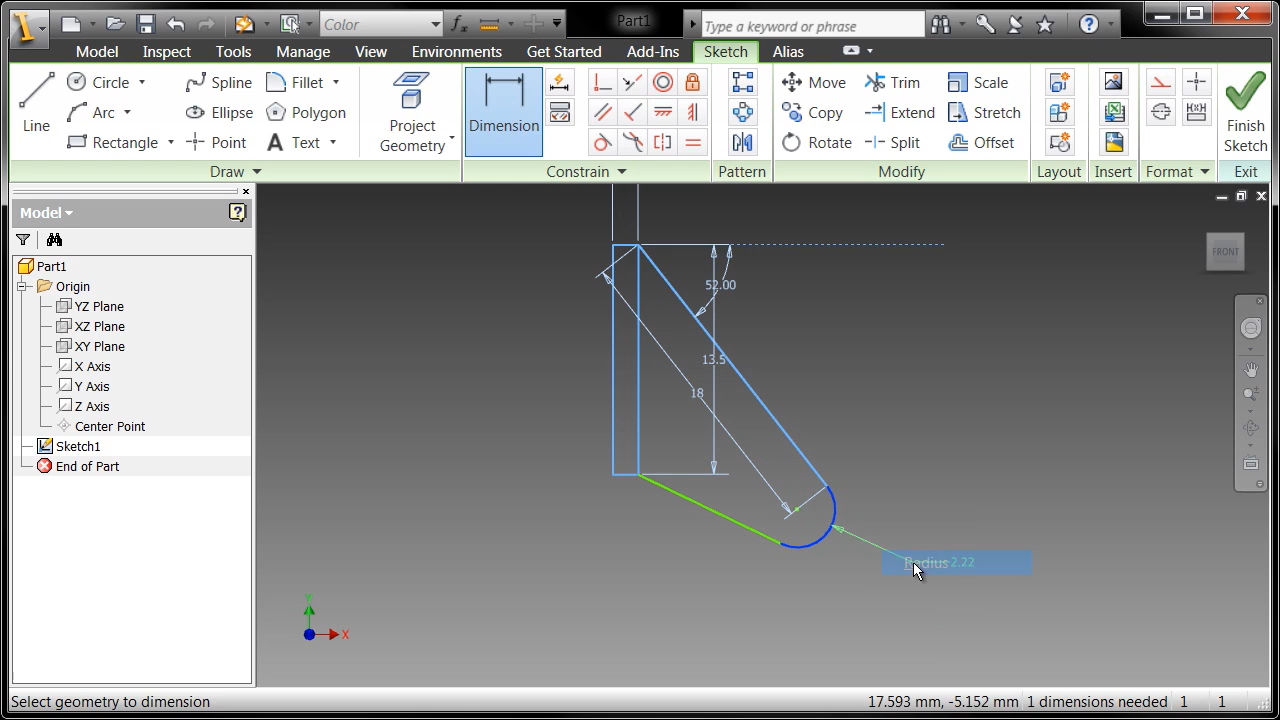 Color
Part1
Type a keyword or phrase
Model
Inspect
Tools
Manage
View
Environments
Get Started
Add-Ins
Sketch
Alias
Line
Circle
Arc
Rectangle
Spline
Ellipse
Point
Fillet
Polygon
Text
Project
Geometry
Dimension
Move
Copy
Rotate
Trim
Extend
Split
Scale
Stretch
Offset
Finish
Sketch
Draw
Constrain
Pattern
Modify
Layout
Insert
Format
Exit
Model
Part1
Origin
YZ Plane
XZ Plane
XY Plane
X Axis
Y Axis
Z Axis
Center Point
Sketch1
End of Part
FRONT
52.00
13.5
18
Radius 2.22
Y
X
Select geometry to dimension
17.593 mm, -5.152 mm
1 dimensions needed
1
1